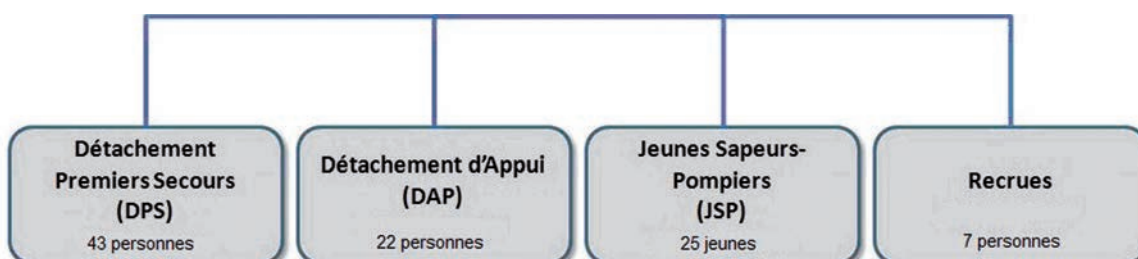 Détachement
Premiers Secours
(DPS)
43 personnes
Détachement d'Appui
(DAP)
22 personnes
Jeunes Sapeurs-
Pompiers
(JSP)
25 jeunes
Recrues
7 personnes